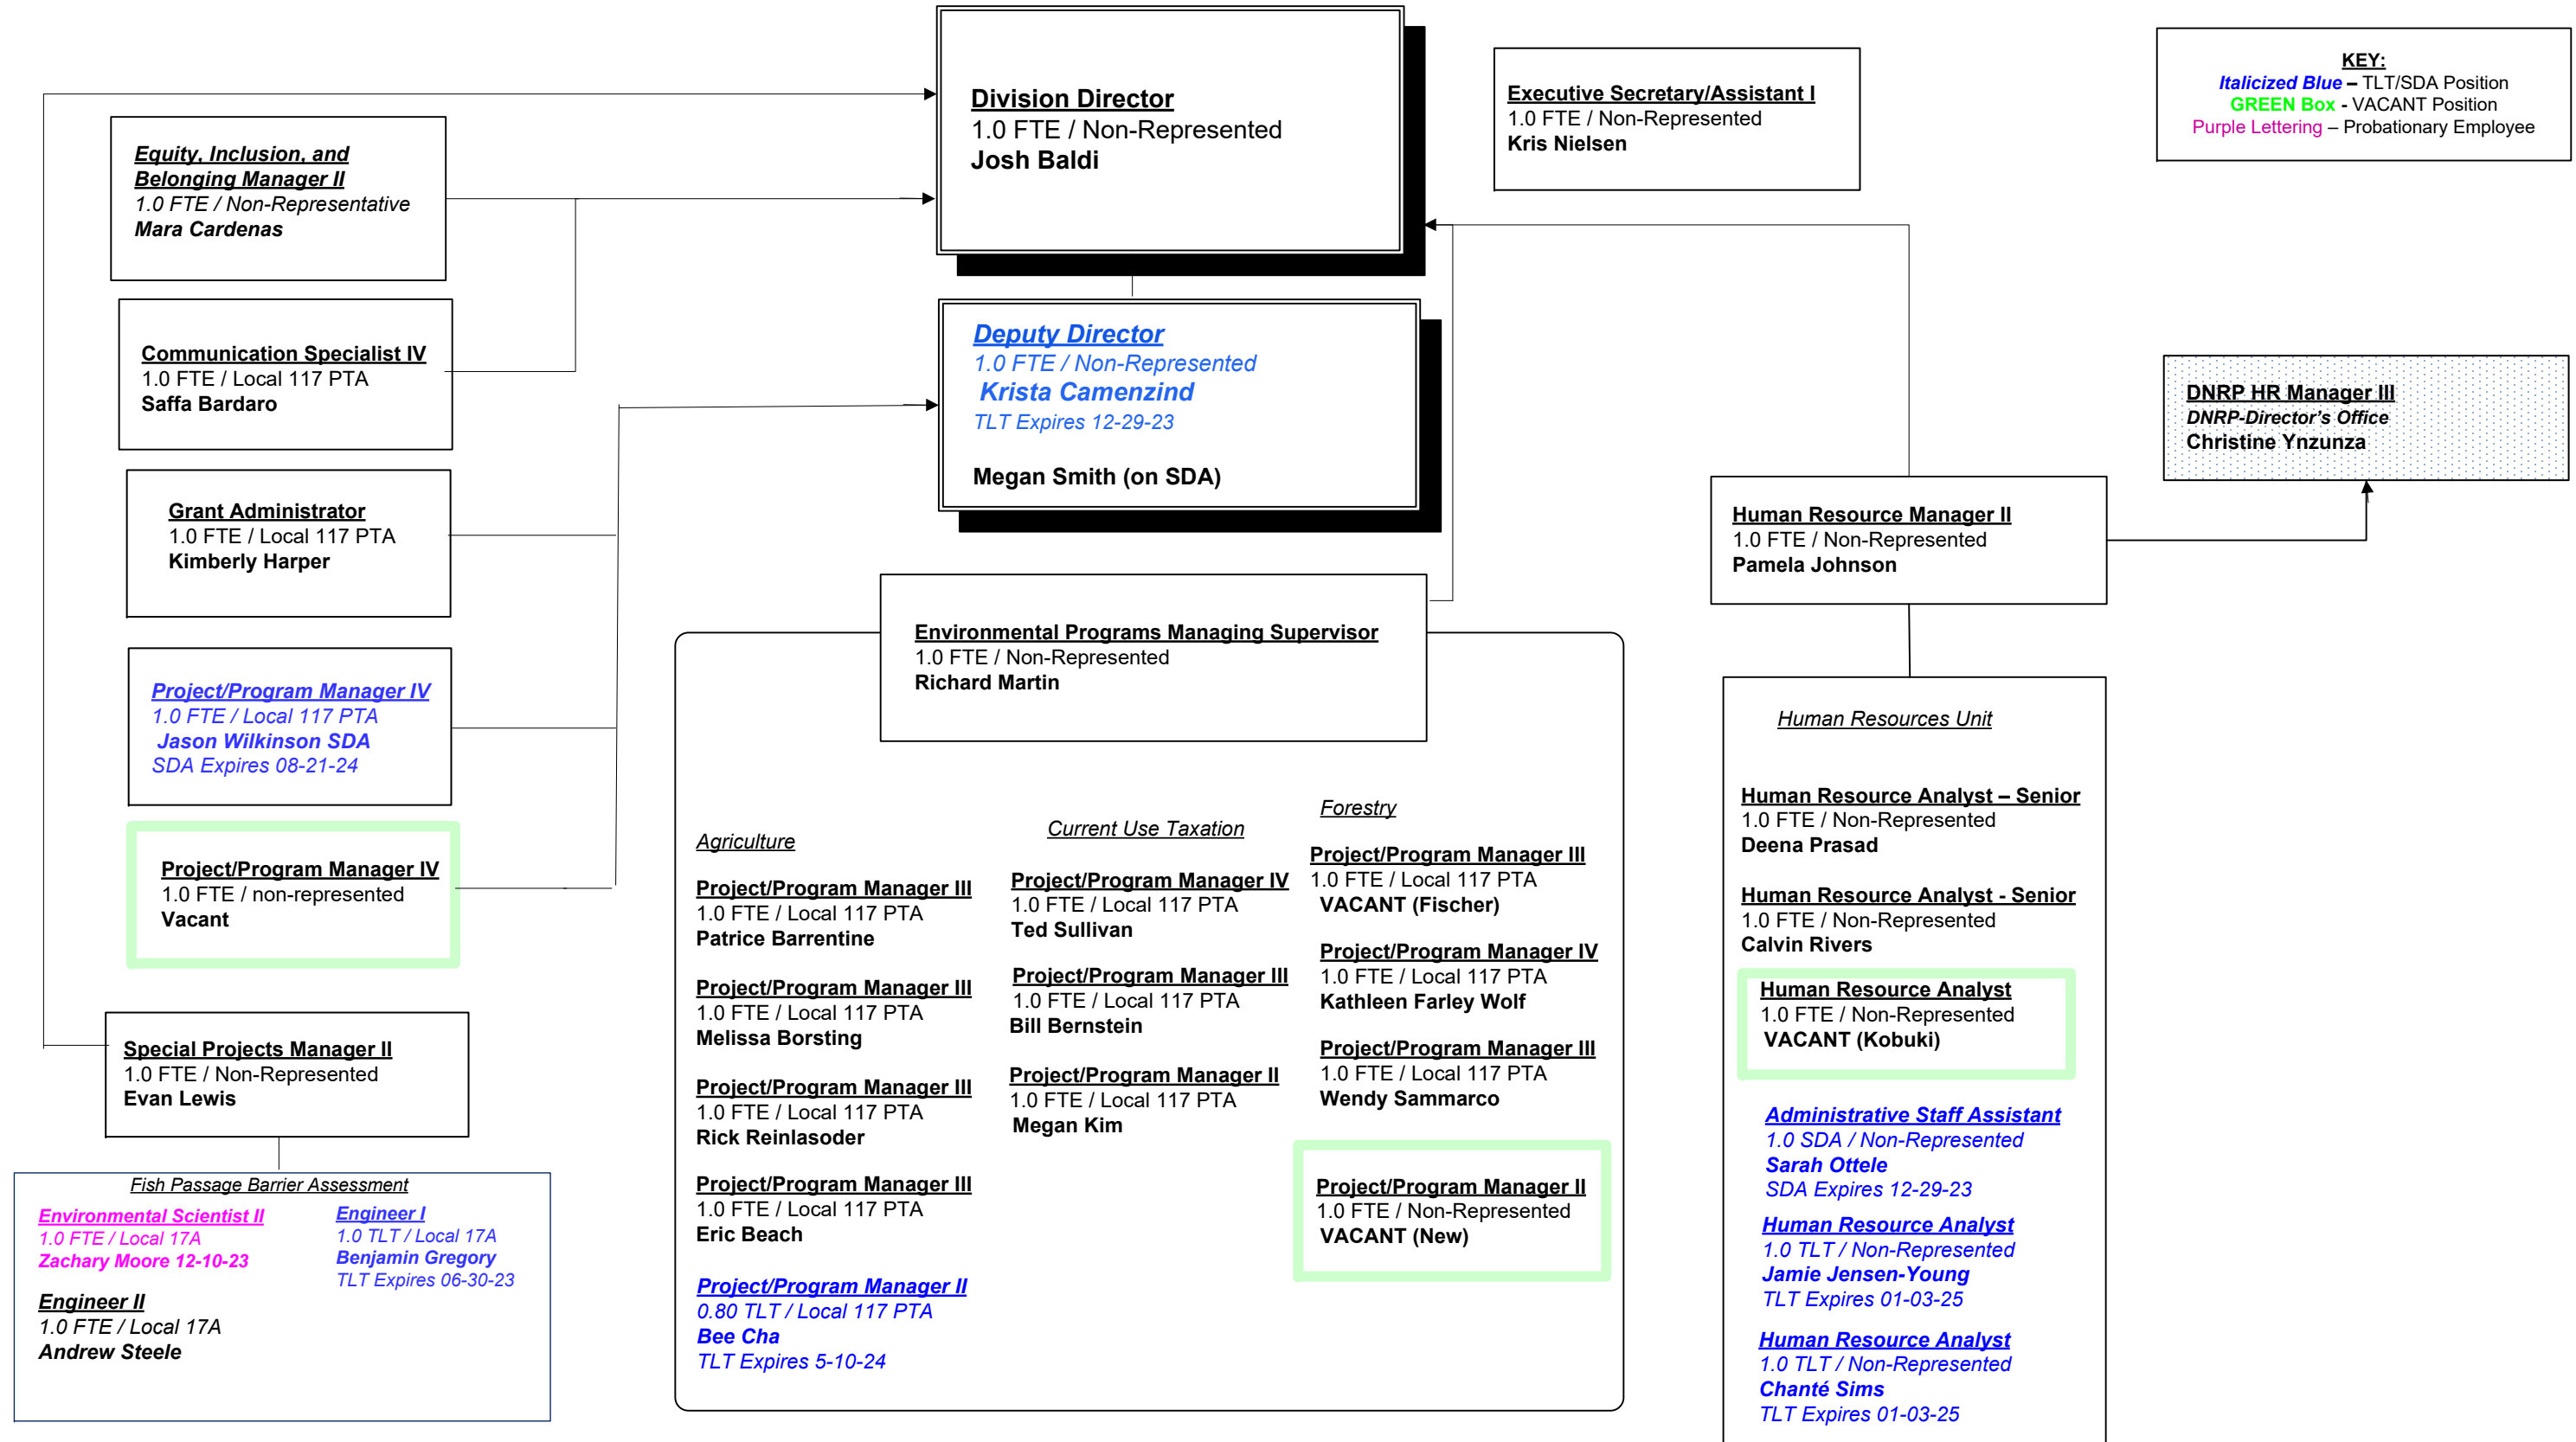 Division Director
1.0 FTE / Non-Represented
Josh Baldi
Executive Secretary/Assistant I
1.0 FTE / Non-Represented
Kris Nielsen
KEY:
Italicized Blue – TLT/SDA Position
GREEN Box - VACANT Position
Purple Lettering – Probationary Employee
Equity, Inclusion, and
Belonging Manager II
1.0 FTE / Non-Representative
Mara Cardenas
Communication Specialist IV
1.0 FTE / Local 117 PTA
Saffa Bardaro
Grant Administrator
1.0 FTE / Local 117 PTA
Kimberly Harper
Project/Program Manager IV
1.0 FTE / Local 117 PTA
Jason Wilkinson SDA
SDA Expires 08-21-24
Project/Program Manager IV
1.0 FTE / non-represented
Vacant
Special Projects Manager II
1.0 FTE / Non-Represented
Evan Lewis
Fish Passage Barrier Assessment
Environmental Scientist II
1.0 FTE / Local 17A
Zachary Moore 12-10-23
Engineer II
1.0 FTE / Local 17A
Andrew Steele
Engineer I
1.0 TLT / Local 17A
Benjamin Gregory
TLT Expires 06-30-23
Deputy Director
1.0 FTE / Non-Represented
Krista Camenzind
TLT Expires 12-29-23
Megan Smith (on SDA)
Environmental Programs Managing Supervisor
1.0 FTE / Non-Represented
Richard Martin
Agriculture
Project/Program Manager III
1.0 FTE / Local 117 PTA
Patrice Barrentine
Project/Program Manager III
1.0 FTE / Local 117 PTA
Melissa Borsting
Project/Program Manager III
1.0 FTE / Local 117 PTA
Rick Reinlasoder
Project/Program Manager III
1.0 FTE / Local 117 PTA
Eric Beach
Project/Program Manager II
0.80 TLT / Local 117 PTA
Bee Cha
TLT Expires 5-10-24
Current Use Taxation
Project/Program Manager IV
1.0 FTE / Local 117 PTA
Ted Sullivan
Project/Program Manager III
1.0 FTE / Local 117 PTA
Bill Bernstein
Project/Program Manager II
1.0 FTE / Local 117 PTA
Megan Kim
Forestry
Project/Program Manager III
1.0 FTE / Local 117 PTA
VACANT (Fischer)
Project/Program Manager IV
1.0 FTE / Local 117 PTA
Kathleen Farley Wolf
Project/Program Manager III
1.0 FTE / Local 117 PTA
Wendy Sammarco
Project/Program Manager II
1.0 FTE / Non-Represented
VACANT (New)
DNRP HR Manager III
DNRP-Director's Office
Christine Ynzunza
Human Resource Manager II
1.0 FTE / Non-Represented
Pamela Johnson
Human Resources Unit
Human Resource Analyst – Senior
1.0 FTE / Non-Represented
Deena Prasad
Human Resource Analyst - Senior
1.0 FTE / Non-Represented
Calvin Rivers
Human Resource Analyst
1.0 FTE / Non-Represented
VACANT (Kobuki)
Administrative Staff Assistant
1.0 SDA / Non-Represented
Sarah Ottele
SDA Expires 12-29-23
Human Resource Analyst
1.0 TLT / Non-Represented
Jamie Jensen-Young
TLT Expires 01-03-25
Human Resource Analyst
1.0 TLT / Non-Represented
Chanté Sims
TLT Expires 01-03-25